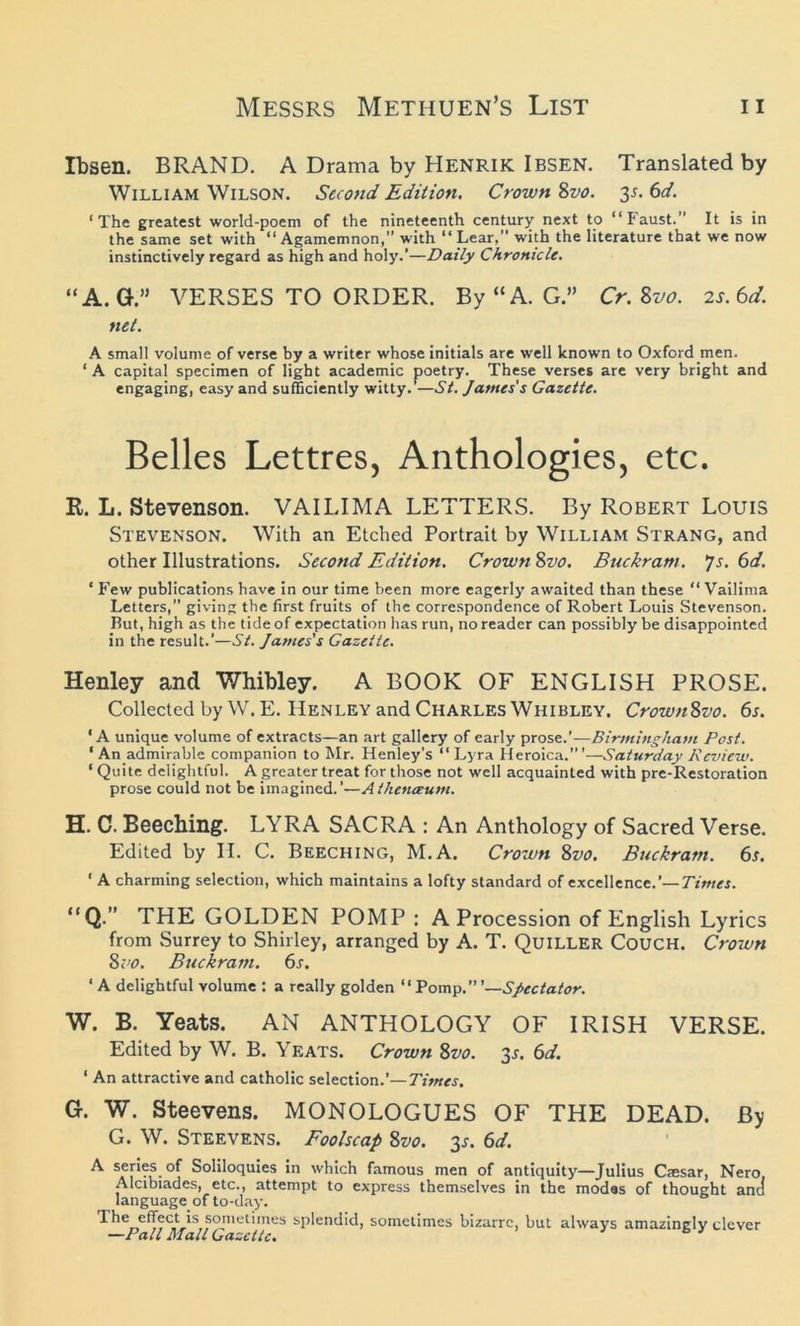 Messrs Methuen's List 11
Ibsen. BRAND. A Drama by Henrik Ibsen. Translated by
William Wilson. Second Edition. Crown 8vo. 3s. 6d.
‘The greatest world-poem of the nineteenth century next to “Faust.” It is in
the same set with “Agamemnon,” with “Lear,” with the literature that we now
instinctively regard as high and holy.’—Daily Chronicle.
“A. G.” VERSES TO ORDER. By “A. G.” Cr. 8vo. 2s. 6d.
net.
A small volume of verse by a writer whose initials are well known to Oxford men.
‘A capital specimen of light academic poetry. These verses are very bright and
engaging, easy and sufficiently witty.’—St. James's Gazette.
Belles Lettres, Anthologies, etc.
R. L. Stevenson. VAILIMA LETTERS. By Robert Louis
Stevenson. With an Etched Portrait by William Strang, and
other Illustrations. Second Edition. Crown 8vo. Buckram. 7s. 6d.
‘Few publications have in our time been more eagerly awaited than these “Vailima
Letters,” giving the first fruits of the correspondence of Robert Louis Stevenson.
But, high as the tide of expectation has run, no reader can possibly be disappointed
in the result.’—St. James's Gazette.
Henley and Whibley. A BOOK OF ENGLISH PROSE.
Collected by W. E. Henley and Charles Whibley. Crown 8vo. 6s.
‘A unique volume of extracts—an art gallery of early prose.’—Birmingham Post.
‘An admirable companion to Mr. Henley's “Lyra Heroica.”’—Saturday Review.
‘Quite delightful. A greater treat for those not well acquainted with pre-Restoration
prose could not be imagined.’—Athenæum.
H. C. Beeching. LYRA SACRA : An Anthology of Sacred Verse.
Edited by H. C. Beeching, M.A. Crown 8vo. Buckram. 6s.
‘A charming selection, which maintains a lofty standard of excellence.’—Times.
“Q.” THE GOLDEN POMP : A Procession of English Lyrics
from Surrey to Shirley, arranged by A. T. Quiller Couch. Crown
8vo. Buckram. 6s.
‘A delightful volume : a really golden “Pomp.”’—Spectator.
W. B. Yeats. AN ANTHOLOGY OF IRISH VERSE.
Edited by W. B. Yeats. Crown 8vo. 3s. 6d.
‘An attractive and catholic selection.’—Times.
G. W. Steevens. MONOLOGUES OF THE DEAD. By
G. W. Steevens. Foolscap 8vo. 3s. 6d.
A series of Soliloquies in which famous men of antiquity—Julius Cæsar, Nero,
Alcibiades, etc., attempt to express themselves in the modes of thought and
language of to-day.
The effect is sometimes splendid, sometimes bizarre, but always amazingly clever
—Pall Mall Gazette.